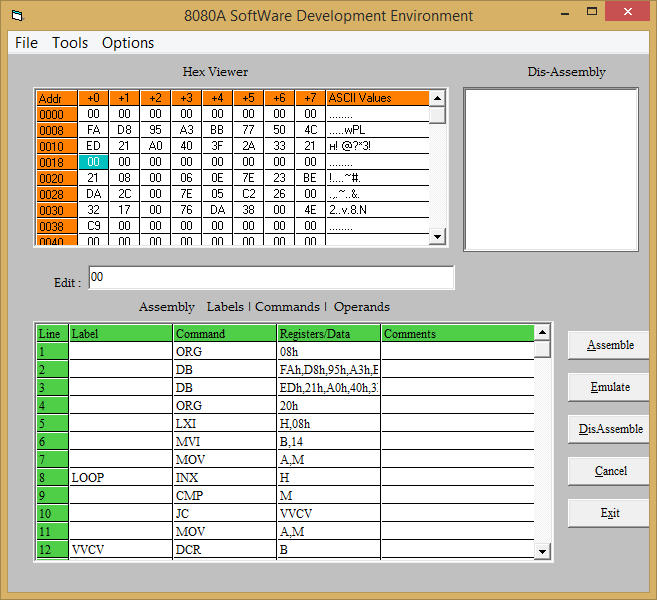 8080A SoftWare Development Environment
File Tools Options
Hex Viewer
Dis-Assembly
Addr +0 +1 +2 +3 +4 +5 +6 +7 ASCII Values
0000 00 00 00 00 00 00 00 00 ........
0008 FA D8 95 A3 BB 77 50 4C .....wPL
0010 ED 21 A0 40 3F 2A 33 21 н! @?*3!
0018 00 00 00 00 00 00 00 00 ........
0020 21 08 00 06 0E 7E 23 BE !....~#.
0028 DA 2C 00 7E 05 C2 26 00 .,.~..&.
0030 32 17 00 76 DA 38 00 4E 2..v.8.N
0038 C9 00 00 00 00 00 00 00 ........
0040 00 00 00 00 00 00 00 00
Edit : 00
Assembly Labels | Commands | Operands
Line Label Command Registers/Data Comments
1 ORG 08h
2 DB FAh,D8h,95h,A3h,E
3 DB EDh,21h,A0h,40h,3
4 ORG 20h
5 LXI H,08h
6 MVI B,14
7 MOV A,M
8 LOOP INX H
9 CMP M
10 JC VVCV
11 MOV A,M
12 VVCV DCR B
Assemble
Emulate
DisAssemble
Cancel
Exit